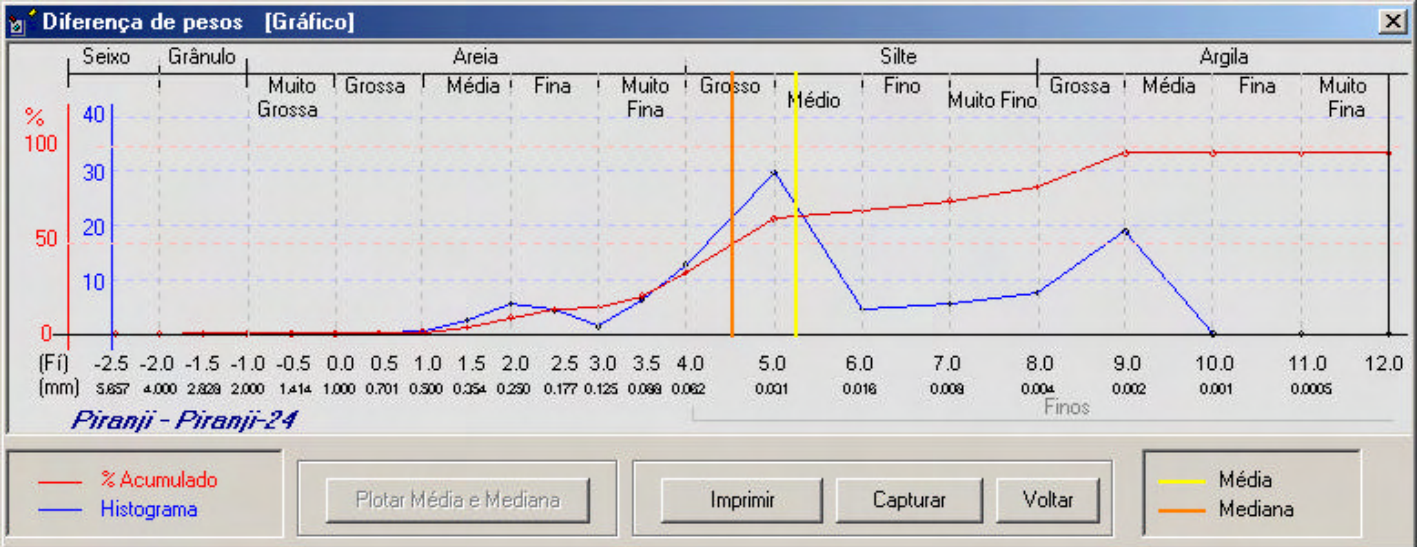 Diferença de pesos [Gráfico]
Seixo Grânulo Areia Silte Argila
Muito Grossa Grossa Média Fina Muito Fina Grosso Médio Fino Muito Fino Grossa Média Fina Muito Fina
%
40
100
30
20
50
10
0
(Fí) -2.5 -2.0 -1.5 -1.0 -0.5 0.0 0.5 1.0 1.5 2.0 2.5 3.0 3.5 4.0 5.0 6.0 7.0 8.0 9.0 10.0 11.0 12.0
(mm) 5.657 4.000 2.828 2.000 1.414 1.000 0.701 0.500 0.354 0.250 0.177 0.125 0.088 0.062 0.031 0.016 0.008 0.004 0.002 0.001 0.0005
Finos
Piranji - Piranji-24
% Acumulado
Histograma
Plotar Média e Mediana
Imprimir
Capturar
Voltar
Média
Mediana